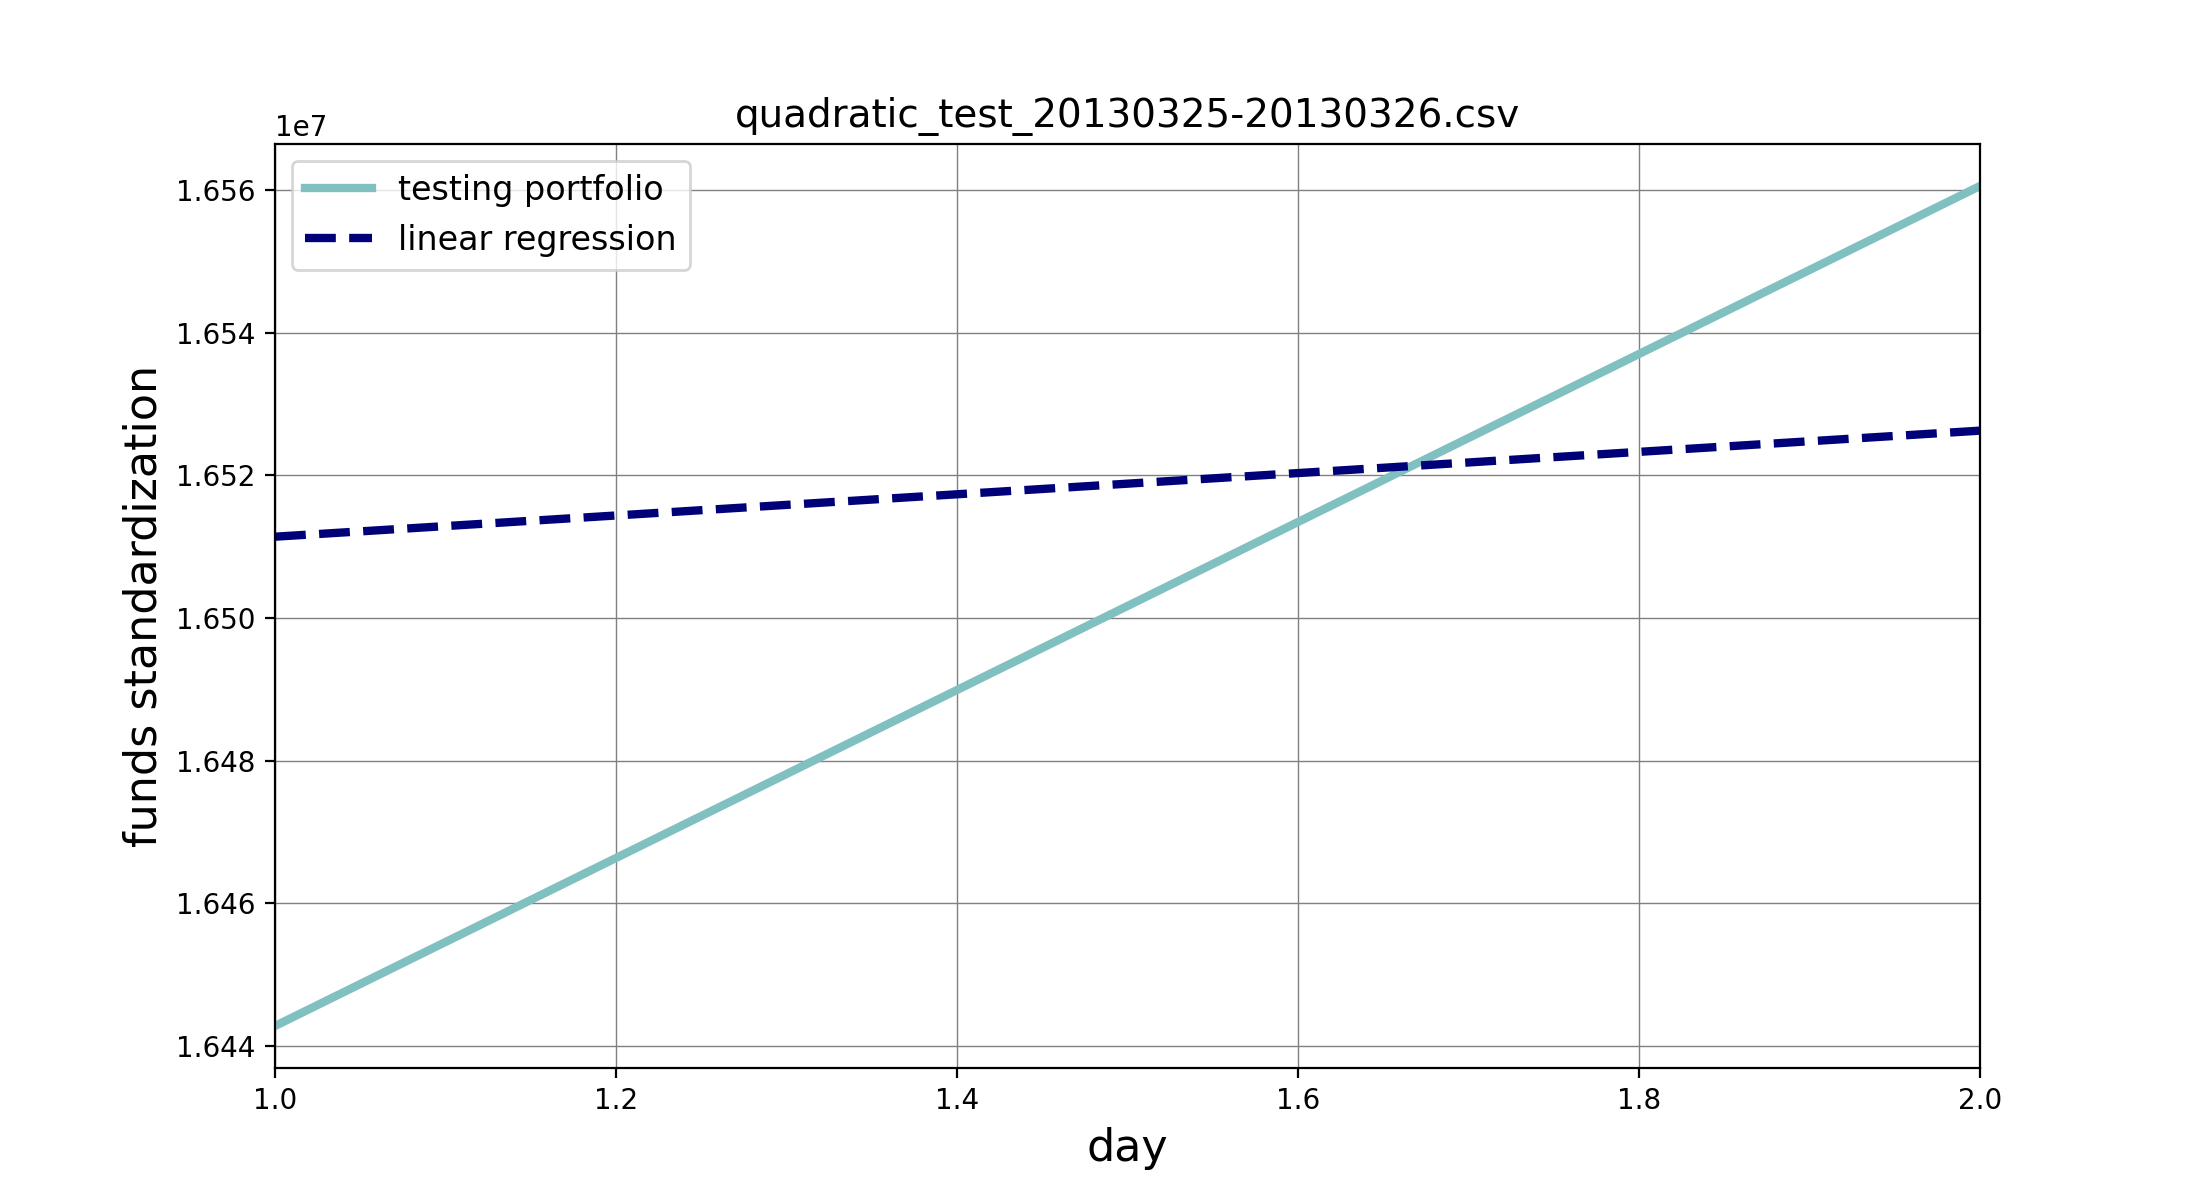 quadratic_test_20130325-20130326.csv
1e7
testing portfolio
linear regression
1.656
1.654
1.652
1.650
1.648
1.646
1.644
funds standardization
1.0 1.2 1.4 1.6 1.8 2.0
day